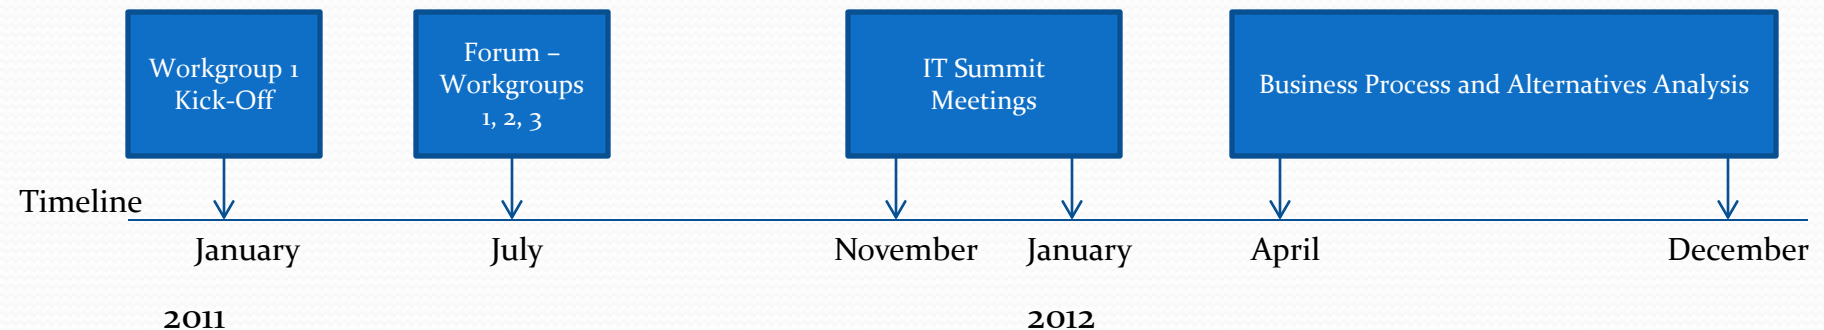 Workgroup 1
Kick-Off
Forum –
Workgroups
1, 2, 3
IT Summit
Meetings
Business Process and Alternatives Analysis
Timeline
January
July
November
January
April
December
2011
2012